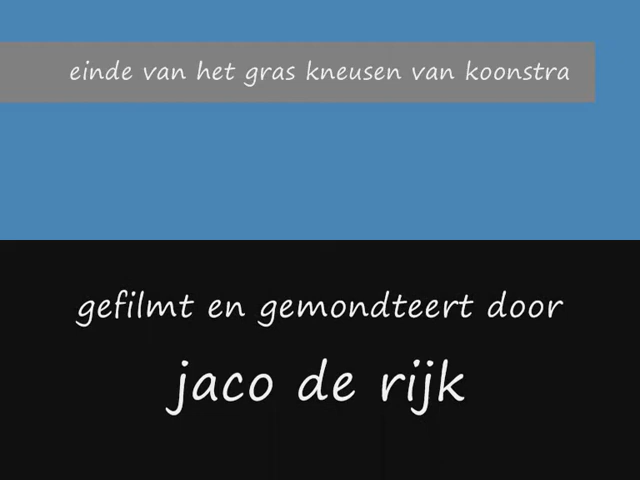 einde van het gras kneusen van koonstra
gefilmt en gemondteert door
jaco de rijk